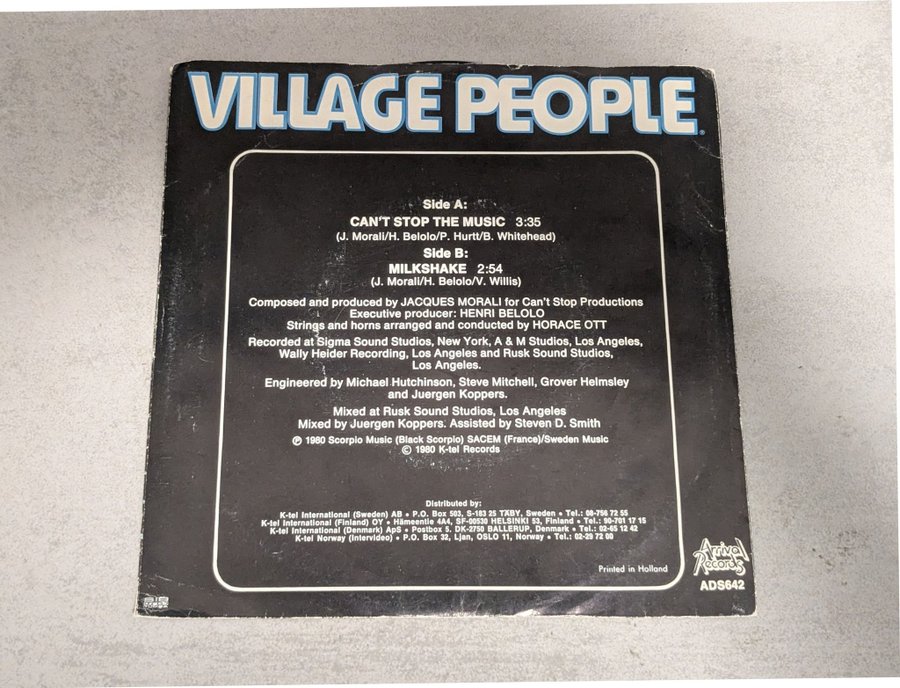 VILLAGE PEOPLE®
Side A:
CAN'T STOP THE MUSIC 3:35
(J. Morali/H. Belolo/P. Hurtt/B. Whitehead)
Side B:
MILKSHAKE 2:54
(J. Morali/H. Belolo/V. Willis)
Composed and produced by JACQUES MORALI for Can't Stop Productions
Executive producer: HENRI BELOLO
Strings and horns arranged and conducted by HORACE OTT
Recorded at Sigma Sound Studios, New York, A & M Studios, Los Angeles,
Wally Heider Recording, Los Angeles and Rusk Sound Studios,
Los Angeles.
Engineered by Michael Hutchinson, Steve Mitchell, Grover Helmsley
and Juergen Koppers.
Mixed at Rusk Sound Studios, Los Angeles
Mixed by Juergen Koppers. Assisted by Steven D. Smith
℗ 1980 Scorpio Music (Black Scorpio) SACEM (France)/Sweden Music
© 1980 K-tel Records
Distributed by:
K-tel International (Sweden) AB • P.O. Box 503, S-183 25 TXBY, Sweden • Tel.: 08-756 72 55
K-tel International (Finland) OY • Hämeentie 4A4, SF-00530 HELSINKI 53, Finland • Tel.: 90-701 17 15
K-tel International (Denmark) ApS • Postbox 5. DK-2750 BALLERUP, Denmark • Tel.: 02-65 12 42
K-tel Norway (Intervideo) • P.O. Box 32, Ljan, OSLO 11, Norway • Tel.: 02-29 72 00
Printed in Holland
Arrival
Records
ADS642